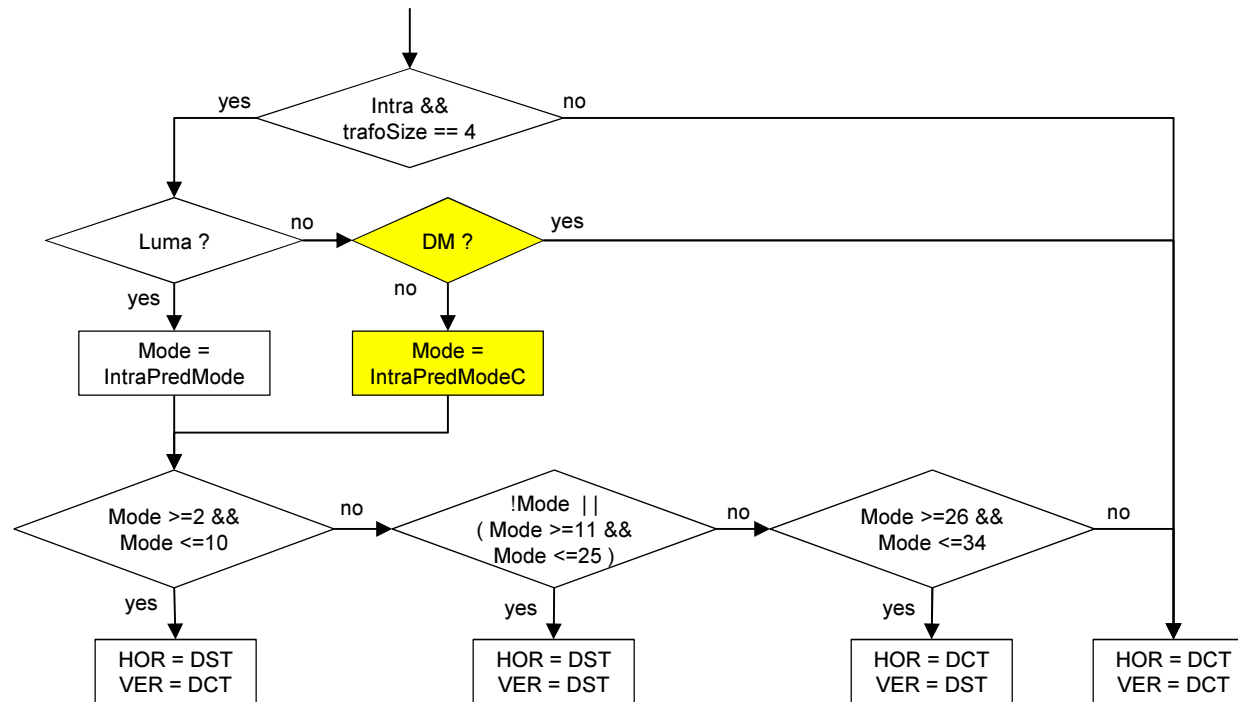 Intra &&
trafoSize == 4
yes
no
Luma ?
no
DM ?
yes
yes
no
Mode =
IntraPredMode
Mode =
IntraPredModeC
Mode >=2 &&
Mode <=10
no
!Mode ||
( Mode >=11 &&
Mode <=25 )
no
Mode >=26 &&
Mode <=34
no
yes
yes
yes
HOR = DST
VER = DCT
HOR = DST
VER = DST
HOR = DCT
VER = DST
HOR = DCT
VER = DCT